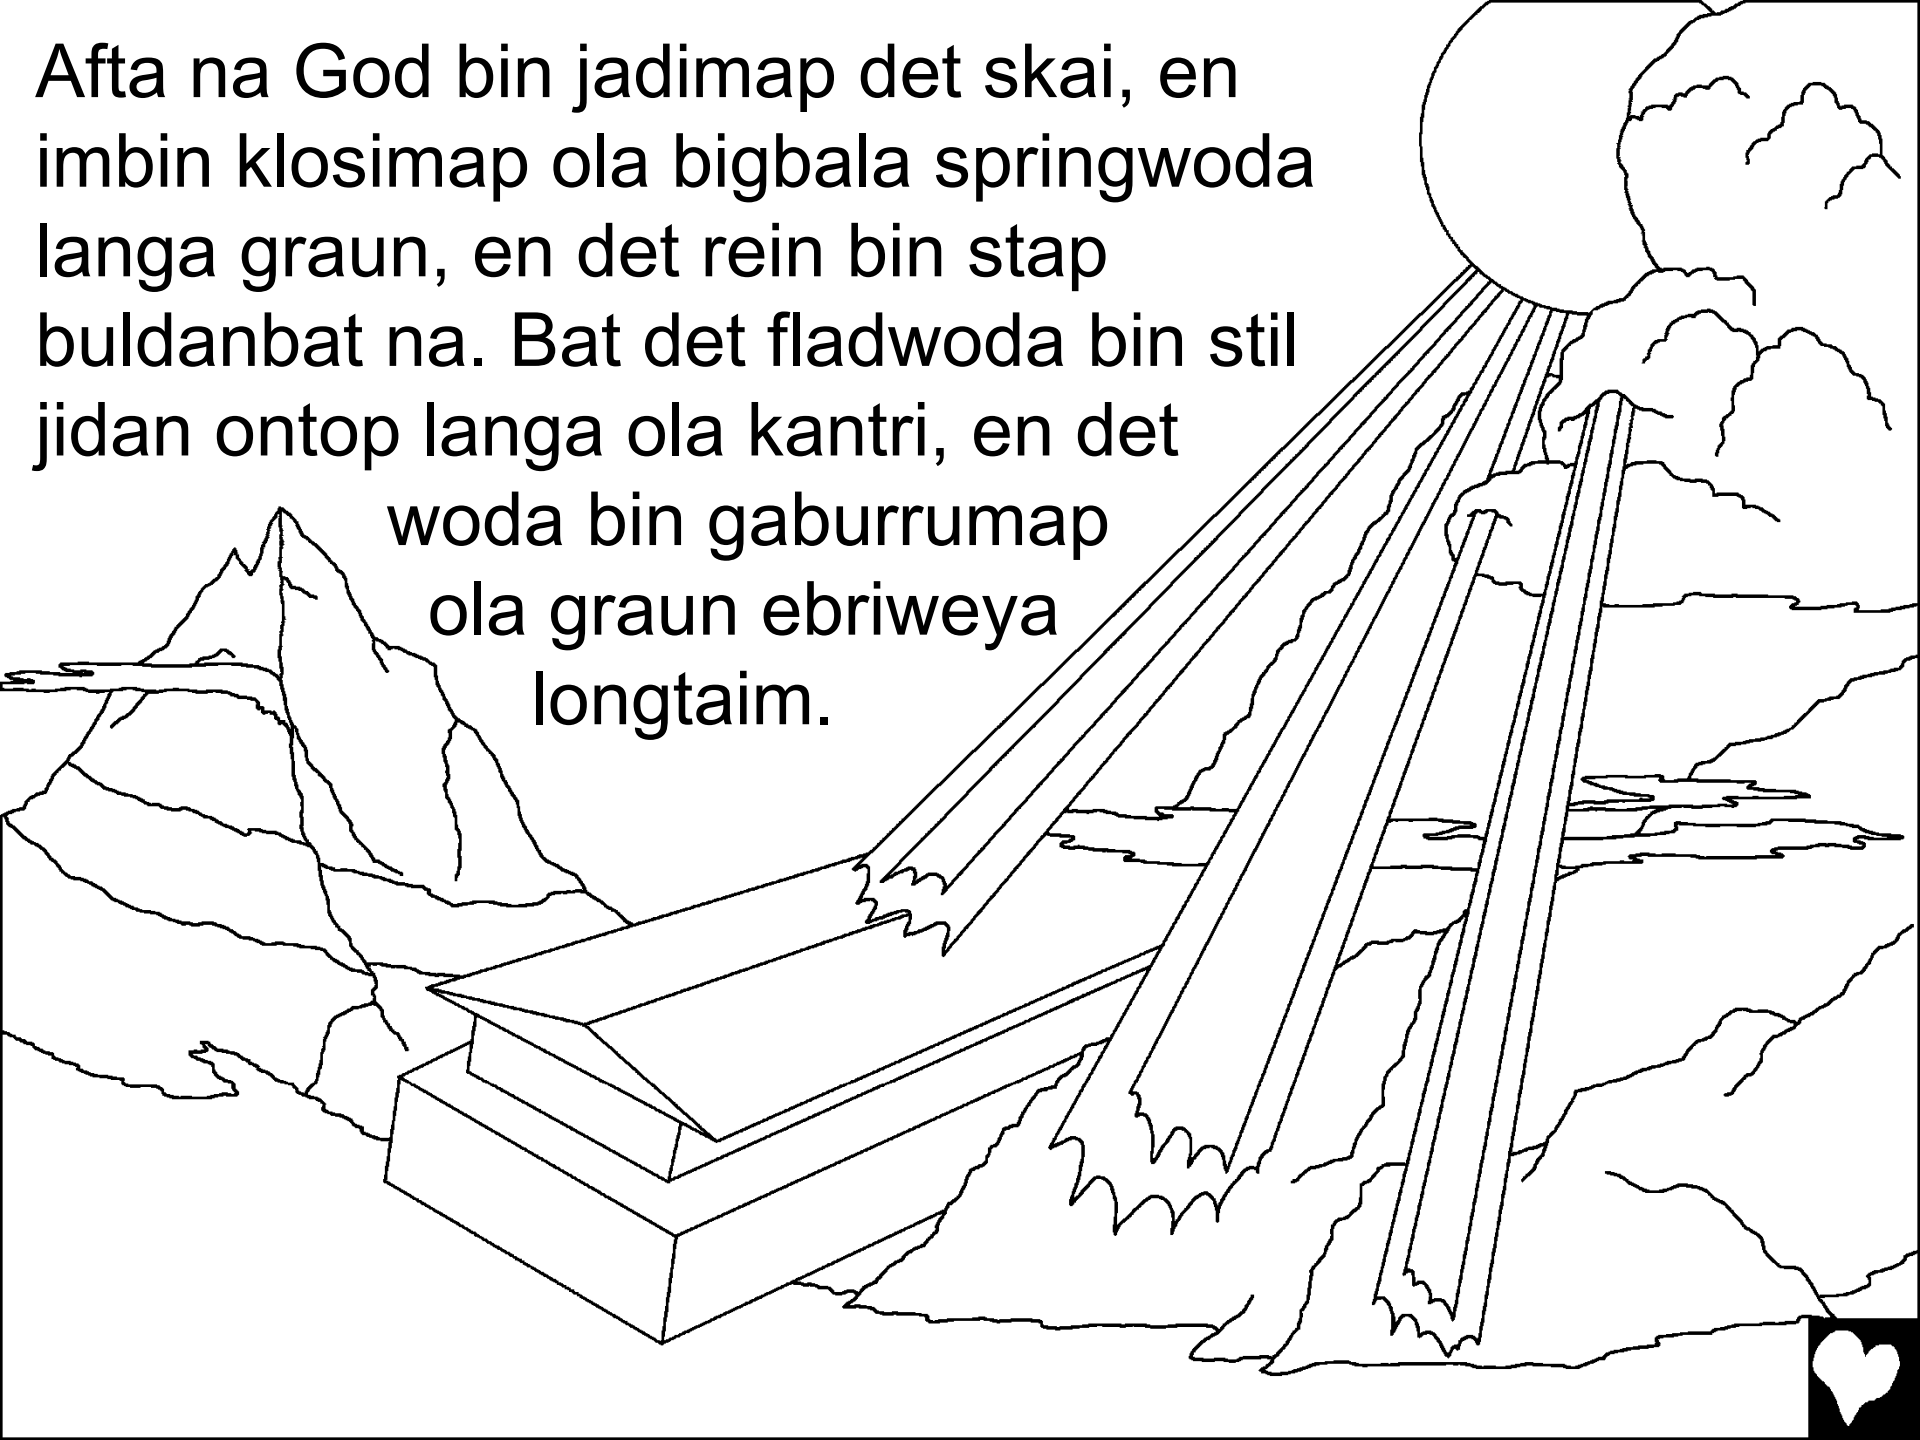 Afta na God bin jadimap det skai, en
imbin klosimap ola bigbala springwoda
langa graun, en det rein bin stap
buldanbat na. Bat det fladwoda bin stil
jidan ontop langa ola kantri, en det
woda bin gaburrumap
ola graun ebriweya
longtaim.